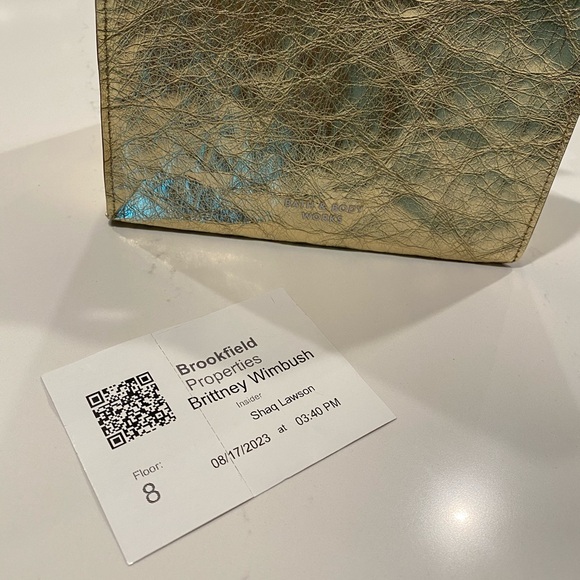 BATH & BODY
WORKS
Brookfield
Properties
Brittney Wimbush
Insider
Shaq Lawson
08/17/2023 at 03:40 PM
Floor:
8